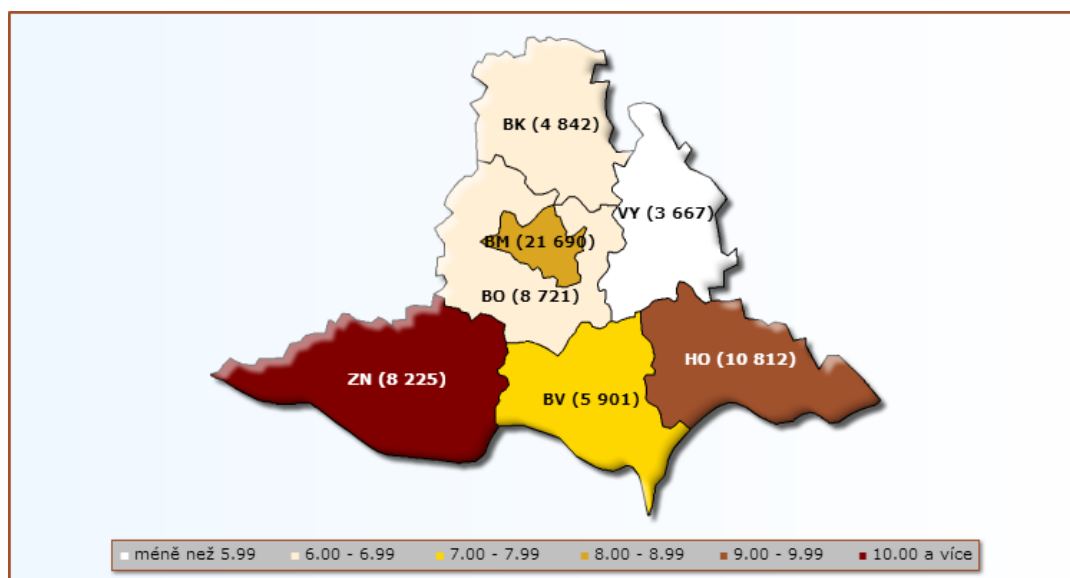 BK (4 842)
VY (3 667)
BM (21 690)
BO (8 721)
ZN (8 225)
HO (10 812)
BV (5 901)
méně než 5.99 6.00 - 6.99 7.00 - 7.99 8.00 - 8.99 9.00 - 9.99 10.00 a více